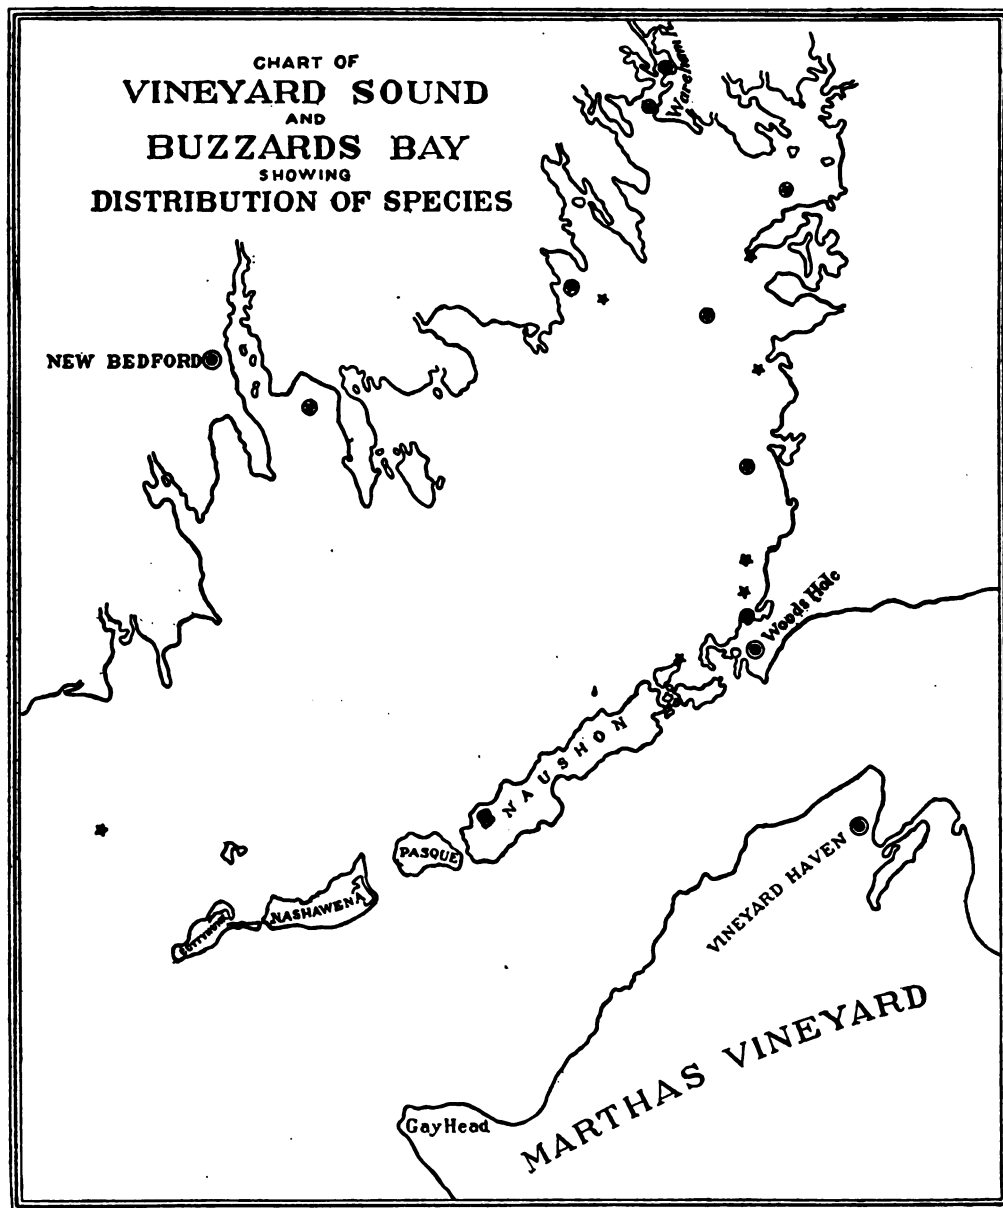 CHART OF
VINEYARD SOUND
AND
BUZZARDS BAY
SHOWING
DISTRIBUTION OF SPECIES
Wareham
NEW BEDFORD
Woods Hole
NAUSHON
PASQUE
NASHAWENA
VINEYARD HAVEN
MARTHAS VINEYARD
Gay Head